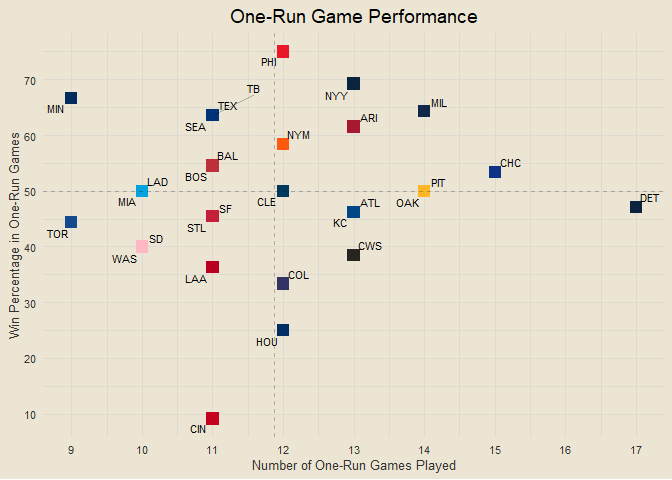 One-Run Game Performance
PHI
TB
NYY
MIN
TEX
MIL
SEA
ARI
NYM
BAL
CHC
BOS
LAD
PIT
MIA
CLE
OAK
DET
SF
ATL
TOR
STL
KC
SD
CWS
WAS
LAA
COL
HOU
CIN
70
60
50
40
30
20
10
Win Percentage in One-Run Games
9 10 11 12 13 14 15 16 17
Number of One-Run Games Played